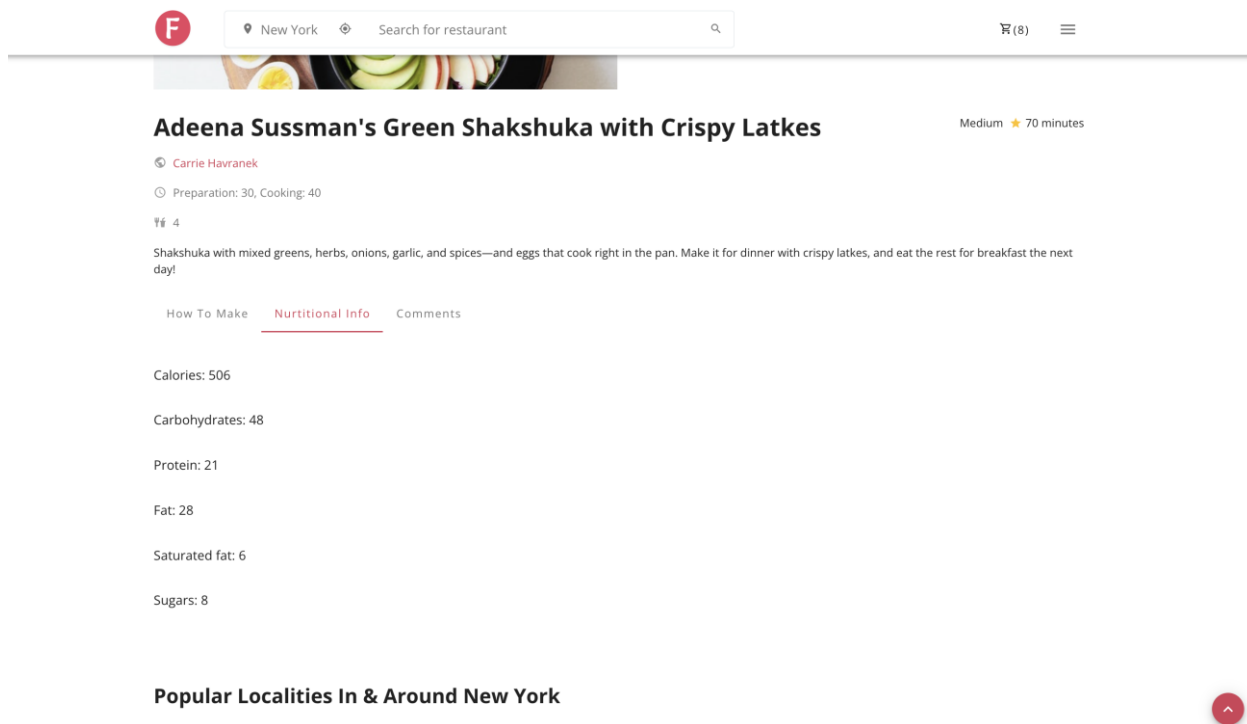 F
New York
Search for restaurant
(8)
Adeena Sussman's Green Shakshuka with Crispy Latkes
Medium ★ 70 minutes
Carrie Havranek
Preparation: 30, Cooking: 40
4
Shakshuka with mixed greens, herbs, onions, garlic, and spices—and eggs that cook right in the pan. Make it for dinner with crispy latkes, and eat the rest for breakfast the next
day!
How To Make
Nurtitional Info
Comments
Calories: 506
Carbohydrates: 48
Protein: 21
Fat: 28
Saturated fat: 6
Sugars: 8
Popular Localities In & Around New York